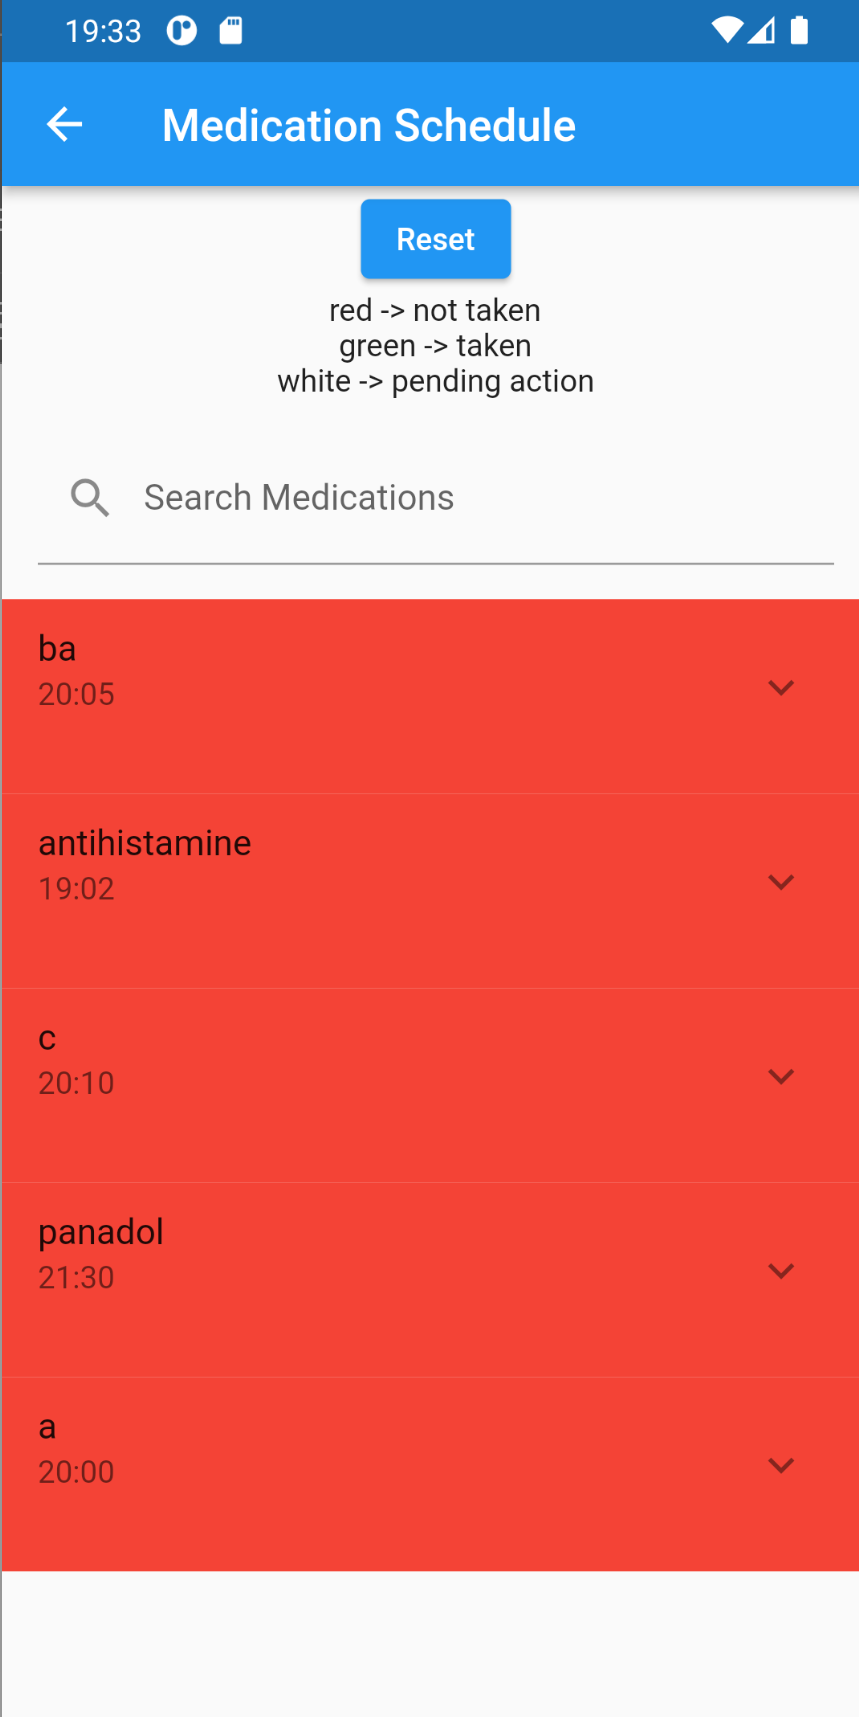 19:33
Medication Schedule
Reset
red -> not taken
green -> taken
white -> pending action
Search Medications
ba
20:05
antihistamine
19:02
c
20:10
panadol
21:30
a
20:00